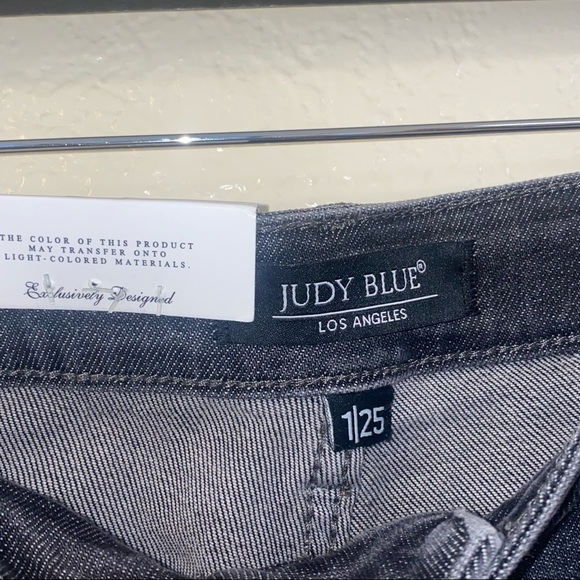 THE COLOR OF THIS PRODUCT
MAY TRANSFER ONTO
LIGHT-COLORED MATERIALS.
Exclusively Designed
JUDY BLUE®
LOS ANGELES
1|25